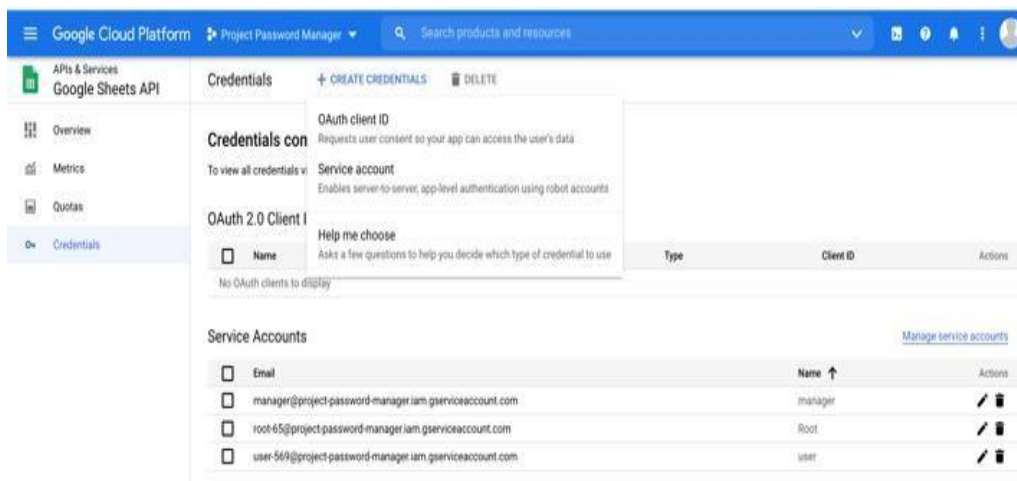 Google Cloud Platform
Project Password Manager
Search products and resources
APIs & Services
Google Sheets API
Credentials
+ CREATE CREDENTIALS
DELETE
Overview
Metrics
Quotas
Credentials
OAuth client ID
Requests user consent so your app can access the user's data
Service account
Enables server-to-server, app-level authentication using robot accounts
Help me choose
Asks a few questions to help you decide which type of credential to use
Credentials con
To view all credentials v
OAuth 2.0 Client I
Name Type Client ID Actions
No OAuth clients to display
Service Accounts
Manage service accounts
Email Name ↑ Actions
manager@project-password-manager.iam.gserviceaccount.com manager
root-65@project-password-manager.iam.gserviceaccount.com Root
user-569@project-password-manager.iam.gserviceaccount.com user